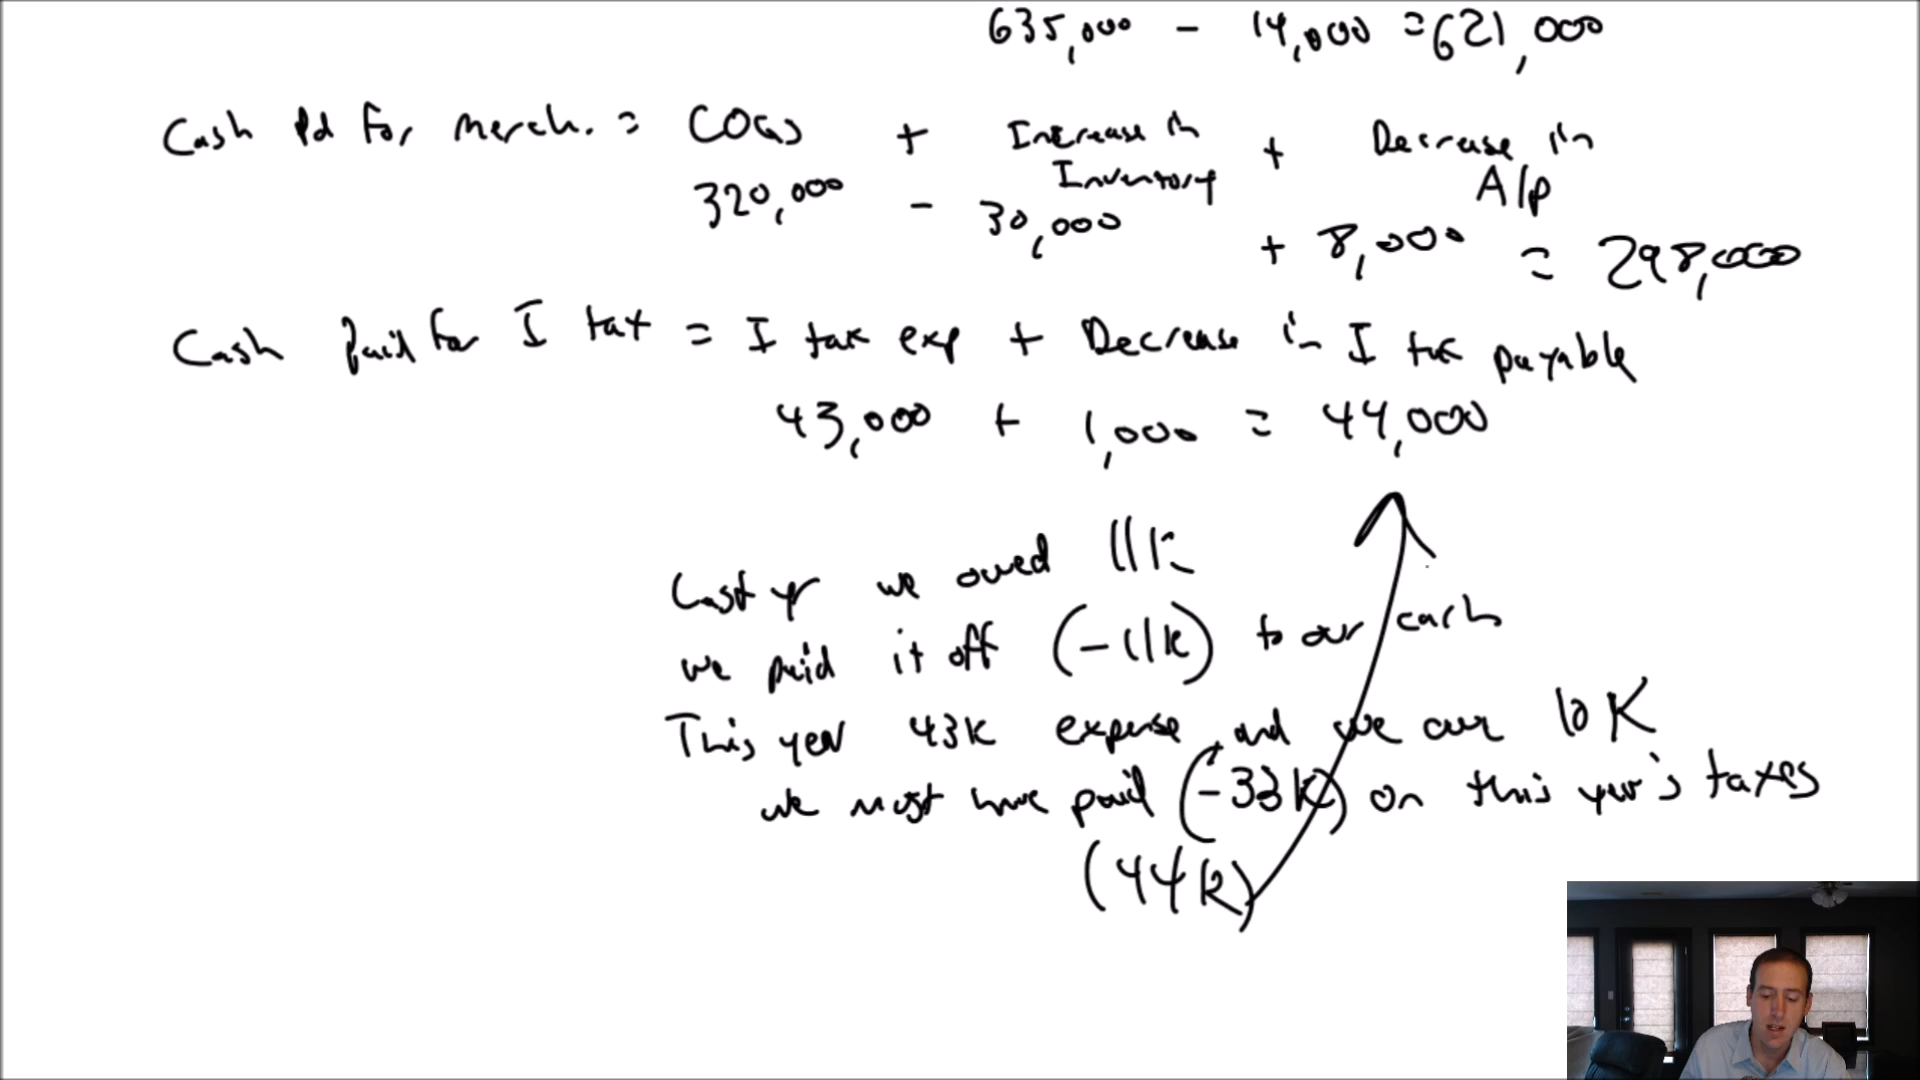 635,000 - 14,000 = 621,000
Cash Pd for merch. = COGS + Increase in Inventory + Decrease in A/p
320,000 - 30,000 + 8,000 = 298,000
Cash Paid for I tax = I tax exp + Decrease in I tax payable
43,000 + 1,000 = 44,000
Last yr we owed 11K
we paid it off (-11k) to our cash
This year 43k expense, and we owe 10K
we must have paid (-33k) on this year's taxes
(44k)